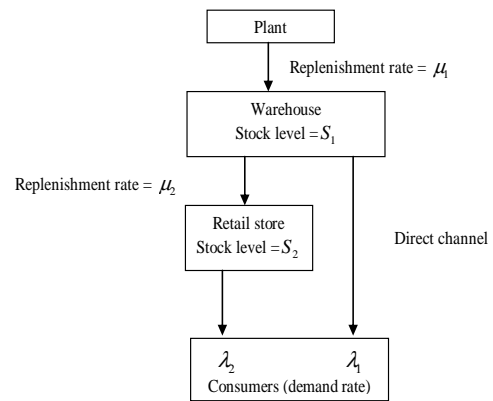 Plant
Replenishment rate = μ₁
Warehouse
Stock level = S₁
Replenishment rate = μ₂
Retail store
Stock level = S₂
Direct channel
λ₂ λ₁
Consumers (demand rate)